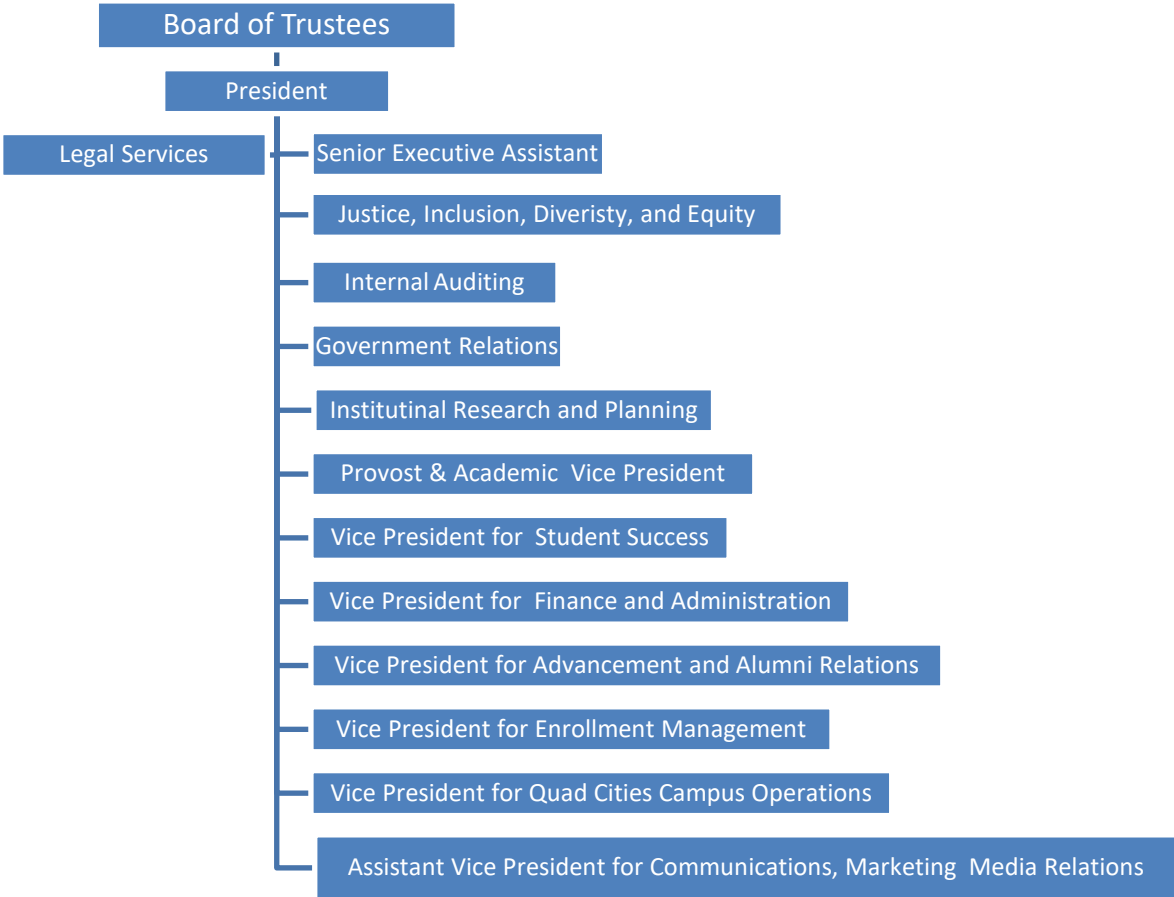 Board of Trustees
President
Legal Services
Senior Executive Assistant
Justice, Inclusion, Diveristy, and Equity
Internal Auditing
Government Relations
Institutinal Research and Planning
Provost & Academic Vice President
Vice President for Student Success
Vice President for Finance and Administration
Vice President for Advancement and Alumni Relations
Vice President for Enrollment Management
Vice President for Quad Cities Campus Operations
Assistant Vice President for Communications, Marketing Media Relations